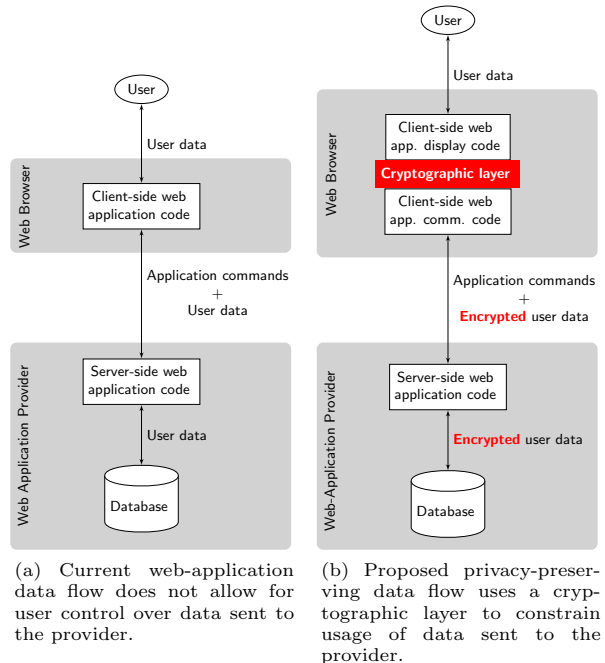 User
User data
Web Browser
Client-side web
application code
Application commands
+
User data
Web Application Provider
Server-side web
application code
User data
Database
(a) Current web-application
data flow does not allow for
user control over data sent to
the provider.
User
User data
Web Browser
Client-side web
app. display code
Cryptographic layer
Client-side web
app. comm. code
Application commands
+
Encrypted user data
Web-Application Provider
Server-side web
application code
Encrypted user data
Database
(b) Proposed privacy-preser-
ving data flow uses a cryp-
tographic layer to constrain
usage of data sent to the
provider.